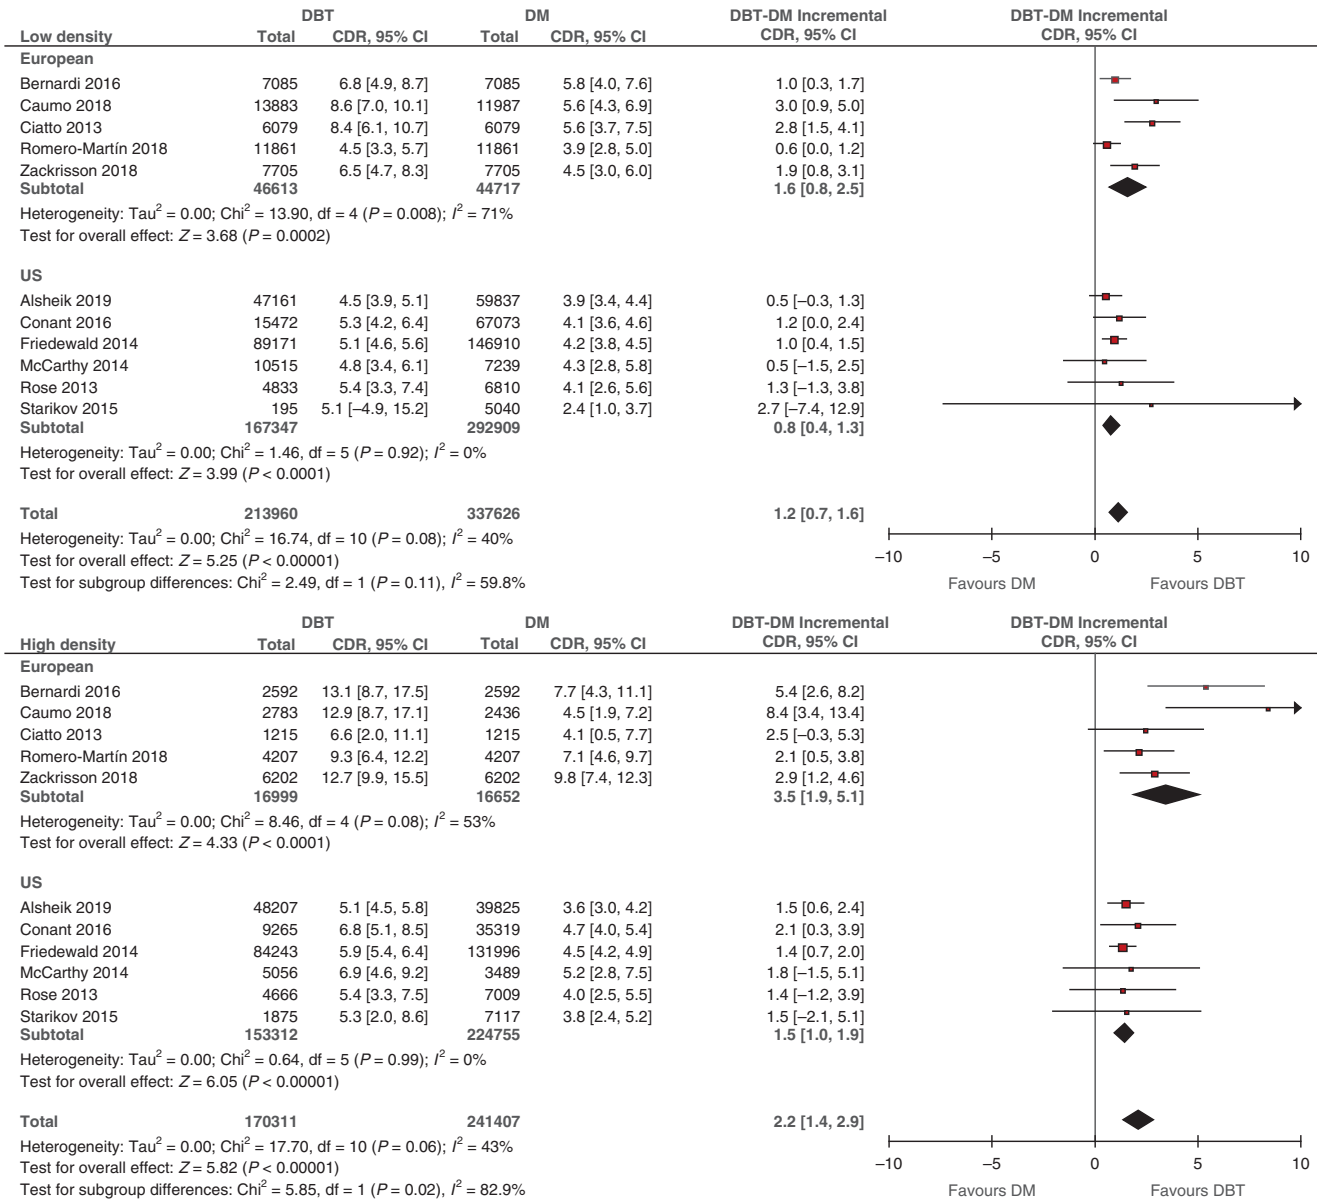 DBT DM DBT-DM Incremental DBT-DM Incremental
Low density Total CDR, 95% CI Total CDR, 95% CI CDR, 95% CI CDR, 95% CI
European
Bernardi 2016 7085 6.8 [4.9, 8.7] 7085 5.8 [4.0, 7.6] 1.0 [0.3, 1.7]
Caumo 2018 13883 8.6 [7.0, 10.1] 11987 5.6 [4.3, 6.9] 3.0 [0.9, 5.0]
Ciatto 2013 6079 8.4 [6.1, 10.7] 6079 5.6 [3.7, 7.5] 2.8 [1.5, 4.1]
Romero-Martín 2018 11861 4.5 [3.3, 5.7] 11861 3.9 [2.8, 5.0] 0.6 [0.0, 1.2]
Zackrisson 2018 7705 6.5 [4.7, 8.3] 7705 4.5 [3.0, 6.0] 1.9 [0.8, 3.1]
Subtotal 46613 44717 1.6 [0.8, 2.5]
Heterogeneity: Tau² = 0.00; Chi² = 13.90, df = 4 (P = 0.008); I² = 71%
Test for overall effect: Z = 3.68 (P = 0.0002)
US
Alsheik 2019 47161 4.5 [3.9, 5.1] 59837 3.9 [3.4, 4.4] 0.5 [−0.3, 1.3]
Conant 2016 15472 5.3 [4.2, 6.4] 67073 4.1 [3.6, 4.6] 1.2 [0.0, 2.4]
Friedewald 2014 89171 5.1 [4.6, 5.6] 146910 4.2 [3.8, 4.5] 1.0 [0.4, 1.5]
McCarthy 2014 10515 4.8 [3.4, 6.1] 7239 4.3 [2.8, 5.8] 0.5 [−1.5, 2.5]
Rose 2013 4833 5.4 [3.3, 7.4] 6810 4.1 [2.6, 5.6] 1.3 [−1.3, 3.8]
Starikov 2015 195 5.1 [−4.9, 15.2] 5040 2.4 [1.0, 3.7] 2.7 [−7.4, 12.9]
Subtotal 167347 292909 0.8 [0.4, 1.3]
Heterogeneity: Tau² = 0.00; Chi² = 1.46, df = 5 (P = 0.92); I² = 0%
Test for overall effect: Z = 3.99 (P < 0.0001)
Total 213960 337626 1.2 [0.7, 1.6]
Heterogeneity: Tau² = 0.00; Chi² = 16.74, df = 10 (P = 0.08); I² = 40%
Test for overall effect: Z = 5.25 (P < 0.00001)
Test for subgroup differences: Chi² = 2.49, df = 1 (P = 0.11), I² = 59.8%
−10 −5 0 5 10
Favours DM Favours DBT
DBT DM DBT-DM Incremental DBT-DM Incremental
High density Total CDR, 95% CI Total CDR, 95% CI CDR, 95% CI CDR, 95% CI
European
Bernardi 2016 2592 13.1 [8.7, 17.5] 2592 7.7 [4.3, 11.1] 5.4 [2.6, 8.2]
Caumo 2018 2783 12.9 [8.7, 17.1] 2436 4.5 [1.9, 7.2] 8.4 [3.4, 13.4]
Ciatto 2013 1215 6.6 [2.0, 11.1] 1215 4.1 [0.5, 7.7] 2.5 [−0.3, 5.3]
Romero-Martín 2018 4207 9.3 [6.4, 12.2] 4207 7.1 [4.6, 9.7] 2.1 [0.5, 3.8]
Zackrisson 2018 6202 12.7 [9.9, 15.5] 6202 9.8 [7.4, 12.3] 2.9 [1.2, 4.6]
Subtotal 16999 16652 3.5 [1.9, 5.1]
Heterogeneity: Tau² = 0.00; Chi² = 8.46, df = 4 (P = 0.08); I² = 53%
Test for overall effect: Z = 4.33 (P < 0.0001)
US
Alsheik 2019 48207 5.1 [4.5, 5.8] 39825 3.6 [3.0, 4.2] 1.5 [0.6, 2.4]
Conant 2016 9265 6.8 [5.1, 8.5] 35319 4.7 [4.0, 5.4] 2.1 [0.3, 3.9]
Friedewald 2014 84243 5.9 [5.4, 6.4] 131996 4.5 [4.2, 4.9] 1.4 [0.7, 2.0]
McCarthy 2014 5056 6.9 [4.6, 9.2] 3489 5.2 [2.8, 7.5] 1.8 [−1.5, 5.1]
Rose 2013 4666 5.4 [3.3, 7.5] 7009 4.0 [2.5, 5.5] 1.4 [−1.2, 3.9]
Starikov 2015 1875 5.3 [2.0, 8.6] 7117 3.8 [2.4, 5.2] 1.5 [−2.1, 5.1]
Subtotal 153312 224755 1.5 [1.0, 1.9]
Heterogeneity: Tau² = 0.00; Chi² = 0.64, df = 5 (P = 0.99); I² = 0%
Test for overall effect: Z = 6.05 (P < 0.00001)
Total 170311 241407 2.2 [1.4, 2.9]
Heterogeneity: Tau² = 0.00; Chi² = 17.70, df = 10 (P = 0.06); I² = 43%
Test for overall effect: Z = 5.82 (P < 0.00001)
Test for subgroup differences: Chi² = 5.85, df = 1 (P = 0.02), I² = 82.9%
−10 −5 0 5 10
Favours DM Favours DBT